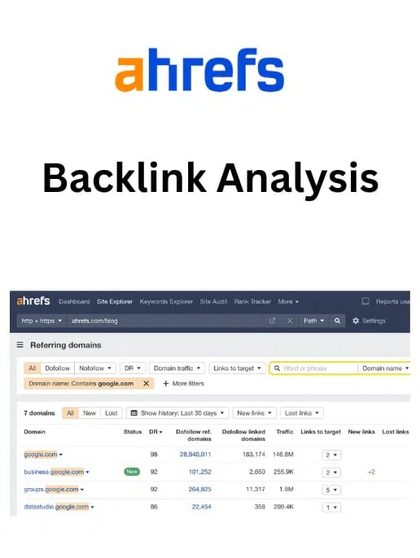 ahrefs
Backlink Analysis
ahrefs Dashboard Site Explorer Keywords Explorer Site Audit Rank Tracker More Reports usa
http + https ahrefs.com/blog Path Settings
Referring domains
All Dofollow Nofollow DR Domain traffic Links to target Word or phrase Domain name
Domain name: Contains google.com + More filters
7 domains All New Lost Show history: Last 30 days New links Lost links
Domain Status DR Dofollow ref. domains Dofollow linked domains Traffic Links to target New links Lost links
google.com 98 28,940,011 163,174 146.8M 2
business.google.com New 92 101,252 2,650 255.9K 2 +2
groups.google.com 92 264,825 11,317 1.9M 5
datastudio.google.com 86 22,454 358 299.4K 1